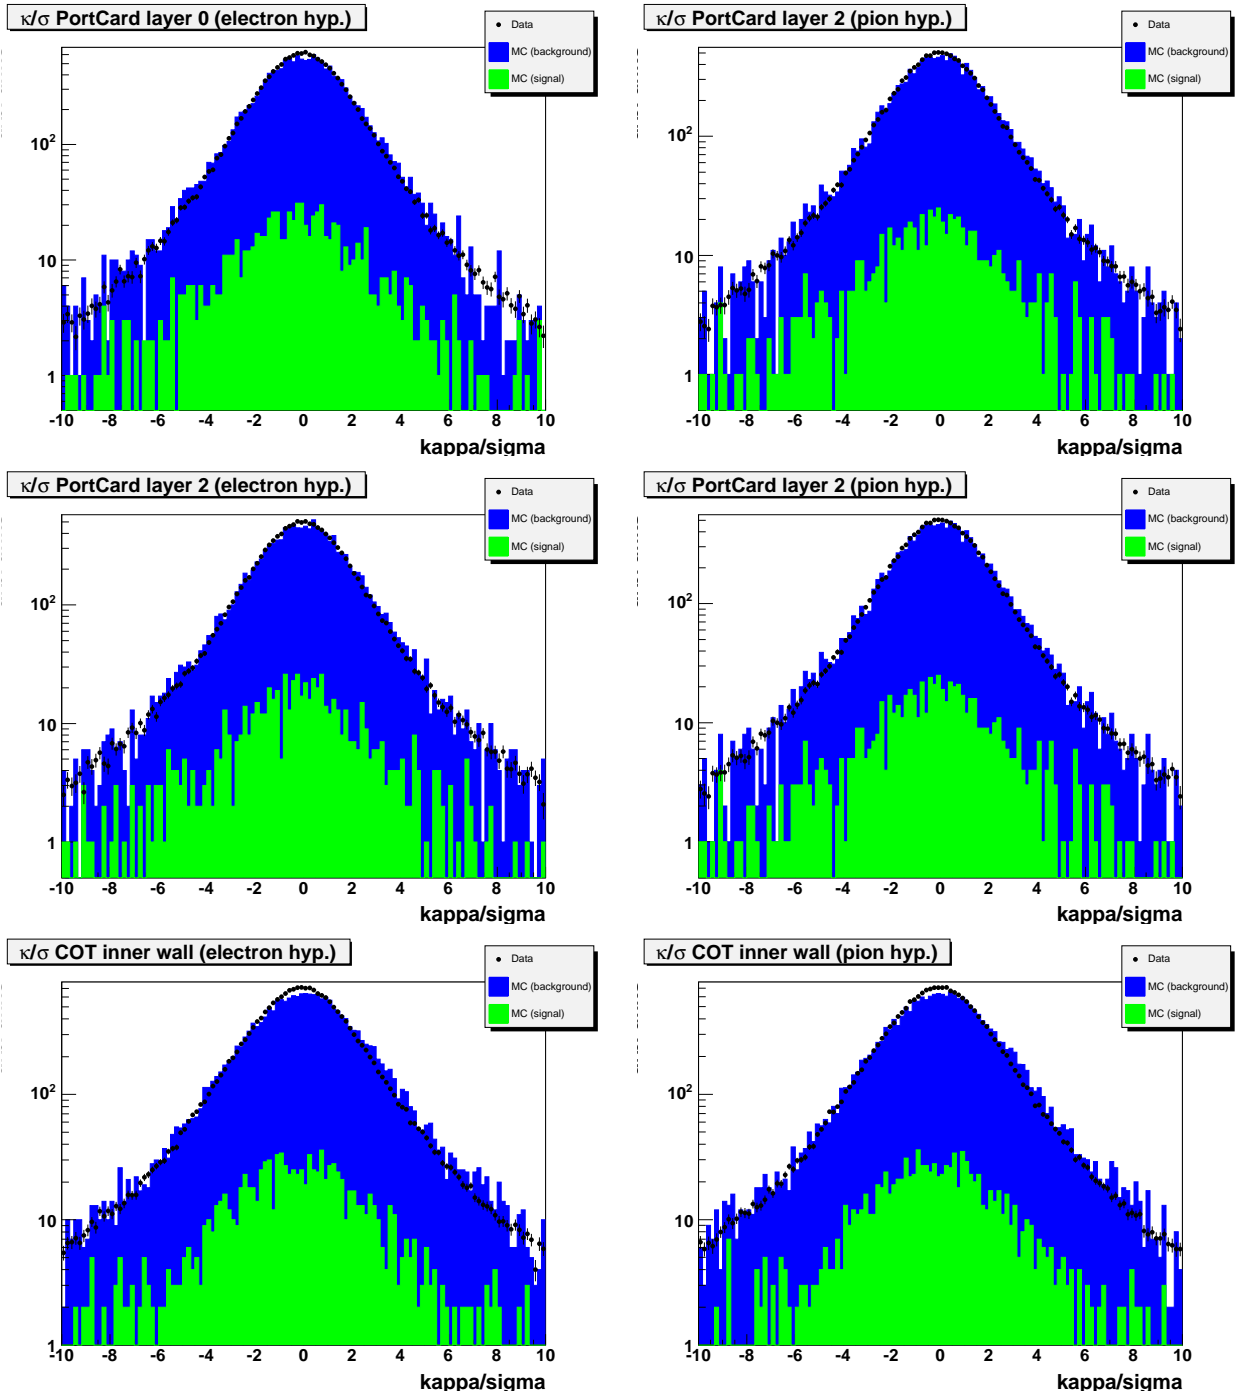 κ/σ PortCard layer 0 (electron hyp.)
Data
MC (background)
MC (signal)
10²
10
1
-10 -8 -6 -4 -2 0 2 4 6 8 10
kappa/sigma
κ/σ PortCard layer 2 (pion hyp.)
Data
MC (background)
MC (signal)
10²
10
1
-10 -8 -6 -4 -2 0 2 4 6 8 10
kappa/sigma
κ/σ PortCard layer 2 (electron hyp.)
Data
MC (background)
MC (signal)
10²
10
1
-10 -8 -6 -4 -2 0 2 4 6 8 10
kappa/sigma
κ/σ PortCard layer 2 (pion hyp.)
Data
MC (background)
MC (signal)
10²
10
1
-10 -8 -6 -4 -2 0 2 4 6 8 10
kappa/sigma
κ/σ COT inner wall (electron hyp.)
Data
MC (background)
MC (signal)
10²
10
1
-10 -8 -6 -4 -2 0 2 4 6 8 10
kappa/sigma
κ/σ COT inner wall (pion hyp.)
Data
MC (background)
MC (signal)
10²
10
1
-10 -8 -6 -4 -2 0 2 4 6 8 10
kappa/sigma